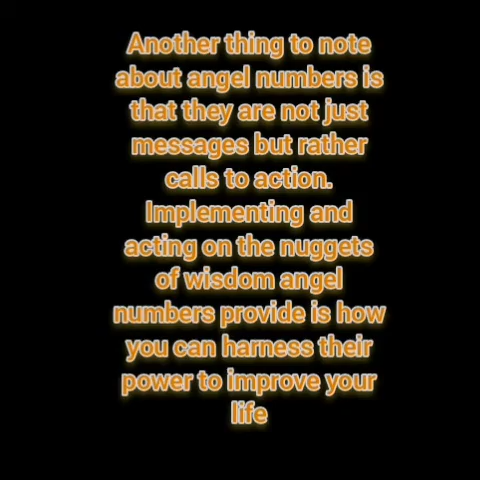 Another thing to note
about angel numbers is
that they are not just
messages but rather
calls to action.
Implementing and
acting on the nuggets
of wisdom angel
numbers provide is how
you can harness their
power to improve your
life